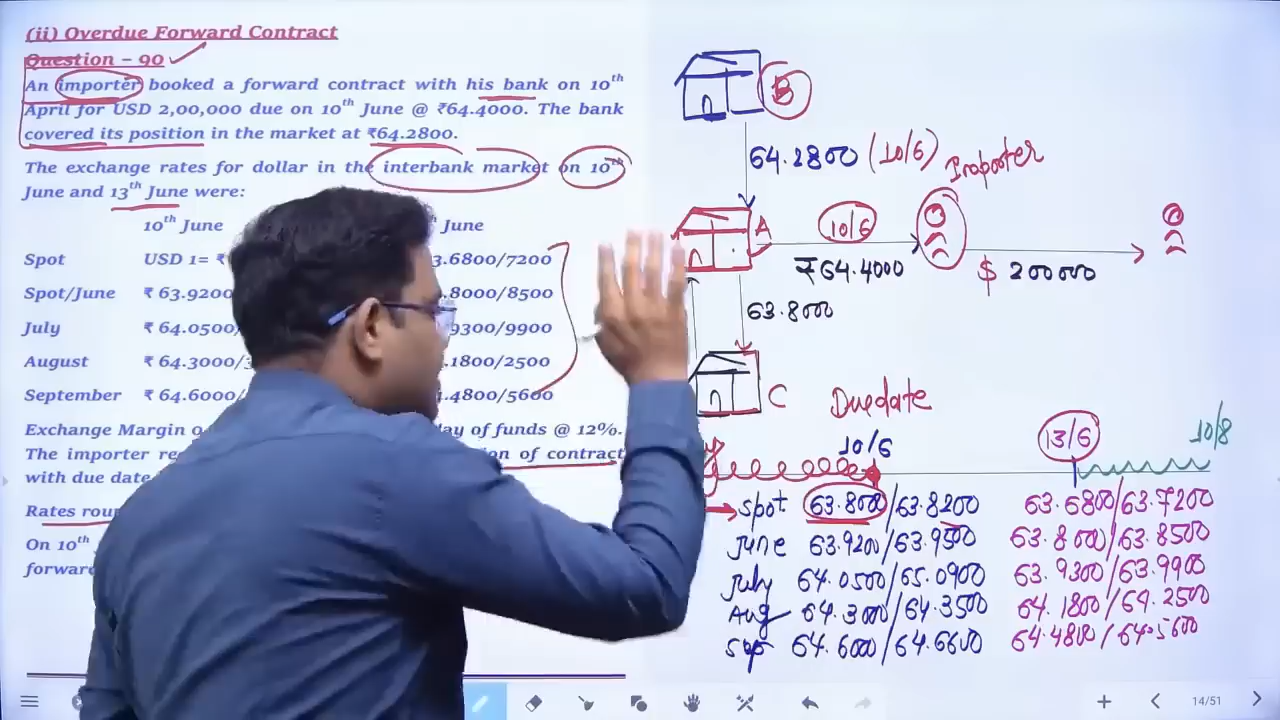 (ii) Overdue Forward Contract
Question – 90
An importer booked a forward contract with his bank on 10th
April for USD 2,00,000 due on 10th June @ ₹64.4000. The bank
covered its position in the market at ₹64.2800.
The exchange rates for dollar in the interbank market on 10th
June and 13th June were:
10th June June
Spot USD 1= ₹ 3.6800/7200
Spot/June ₹ 63.9200 .8000/8500
July ₹ 64.0500/ 9300/9900
August ₹ 64.3000/ .1800/2500
September ₹ 64.6000/ .4800/5600
Exchange Margin of funds @ 12%.
The importer of contract
with due date
Rates
On 10th
forward
B
64.2800 (10/6)
Importer
A
10/6
₹64.4000
$ 200000
63.8000
C
Duedate
10/6
13/6
10/8
Spot 63.8000/63.8200 63.6800/63.7200
June 63.9200/63.9500 63.8000/63.8500
July 64.0500/65.0900 63.9300/63.9900
Aug 64.3000/64.3500 64.1800/64.2500
Sep 64.6000/64.6600 64.4800/64.5600
14/51